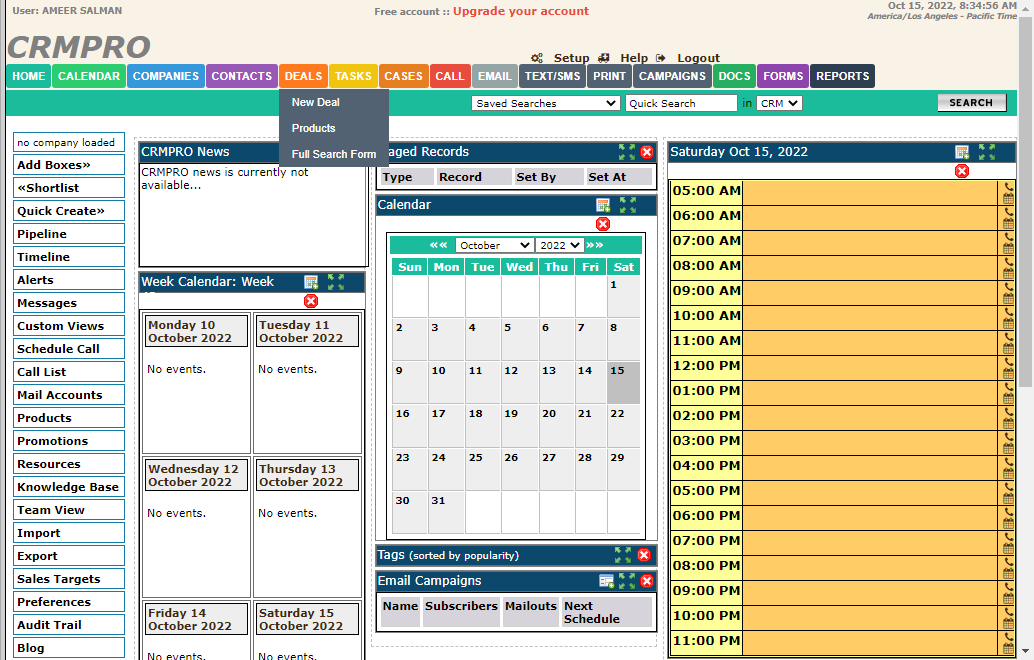 User: AMEER SALMAN
Free account :: Upgrade your account
Oct 15, 2022, 8:34:56 AM
America/Los Angeles - Pacific Time
CRMPRO
Setup Help Logout
HOME CALENDAR COMPANIES CONTACTS DEALS TASKS CASES CALL EMAIL TEXT/SMS PRINT CAMPAIGNS DOCS FORMS REPORTS
New Deal
Products
Full Search Form
Saved Searches Quick Search in CRM SEARCH
no company loaded
Add Boxes»
«Shortlist
Quick Create»
Pipeline
Timeline
Alerts
Messages
Custom Views
Schedule Call
Call List
Mail Accounts
Products
Promotions
Resources
Knowledge Base
Team View
Import
Export
Sales Targets
Preferences
Audit Trail
Blog
CRMPRO News
CRMPRO news is currently not
available...
Week Calendar: Week
Monday 10
October 2022
No events.
Tuesday 11
October 2022
No events.
Wednesday 12
October 2022
No events.
Thursday 13
October 2022
No events.
Friday 14
October 2022
No events.
Saturday 15
October 2022
No events.
aged Records
Type Record Set By Set At
Calendar
«« October 2022 »»
Sun Mon Tue Wed Thu Fri Sat
1
2 3 4 5 6 7 8
9 10 11 12 13 14 15
16 17 18 19 20 21 22
23 24 25 26 27 28 29
30 31
Tags (sorted by popularity)
Email Campaigns
Name Subscribers Mailouts Next
Schedule
Saturday Oct 15, 2022
05:00 AM
06:00 AM
07:00 AM
08:00 AM
09:00 AM
10:00 AM
11:00 AM
12:00 PM
01:00 PM
02:00 PM
03:00 PM
04:00 PM
05:00 PM
06:00 PM
07:00 PM
08:00 PM
09:00 PM
10:00 PM
11:00 PM